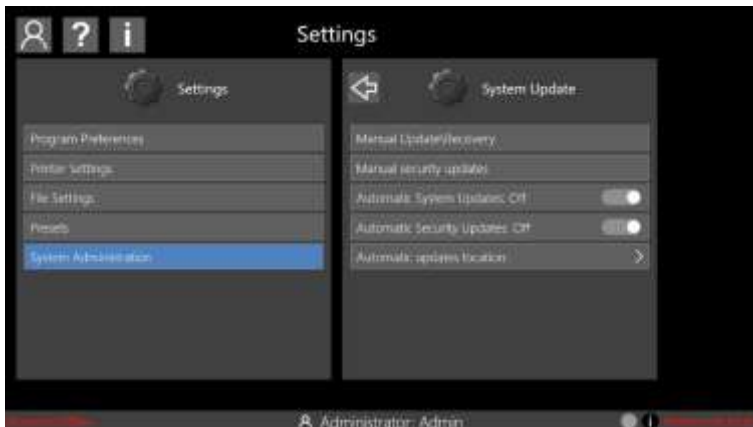 Settings
Settings
System Update
Program Preferences
Printer Settings
File Settings
Presets
System Administration
Manual Update\Recovery
Manual security updates
Automatic System Updates: Off
Automatic Security Updates: Off
Automatic updates location
Administrator: Admin